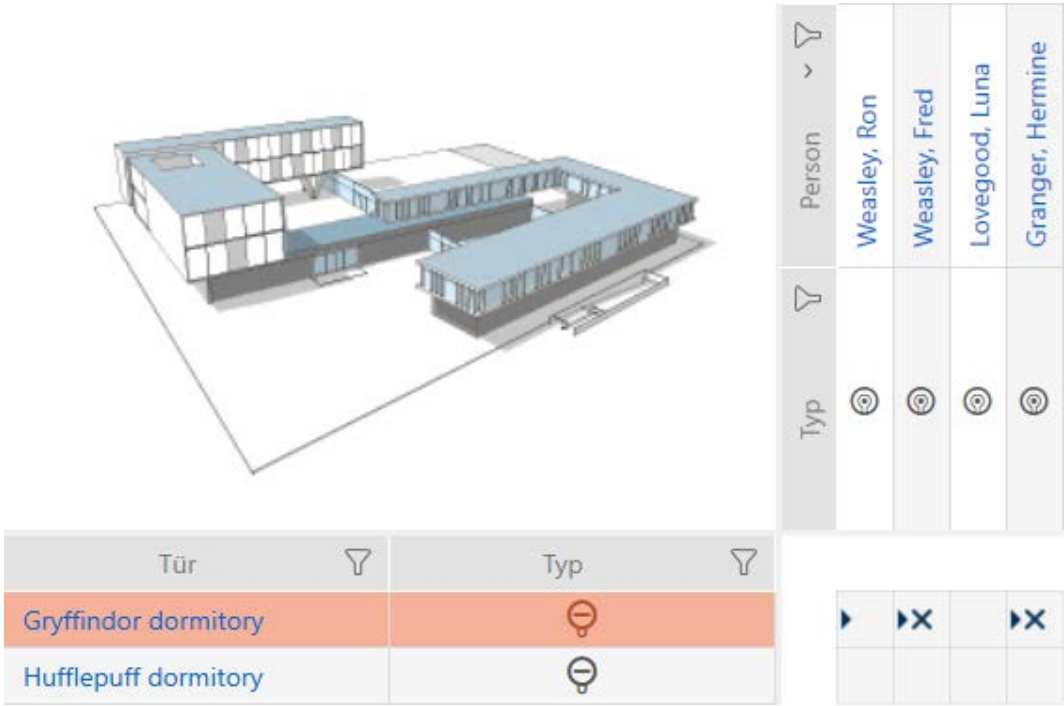 Person
Weasley, Ron
Weasley, Fred
Lovegood, Luna
Granger, Hermine
Typ
Tür
Typ
Gryffindor dormitory
Hufflepuff dormitory